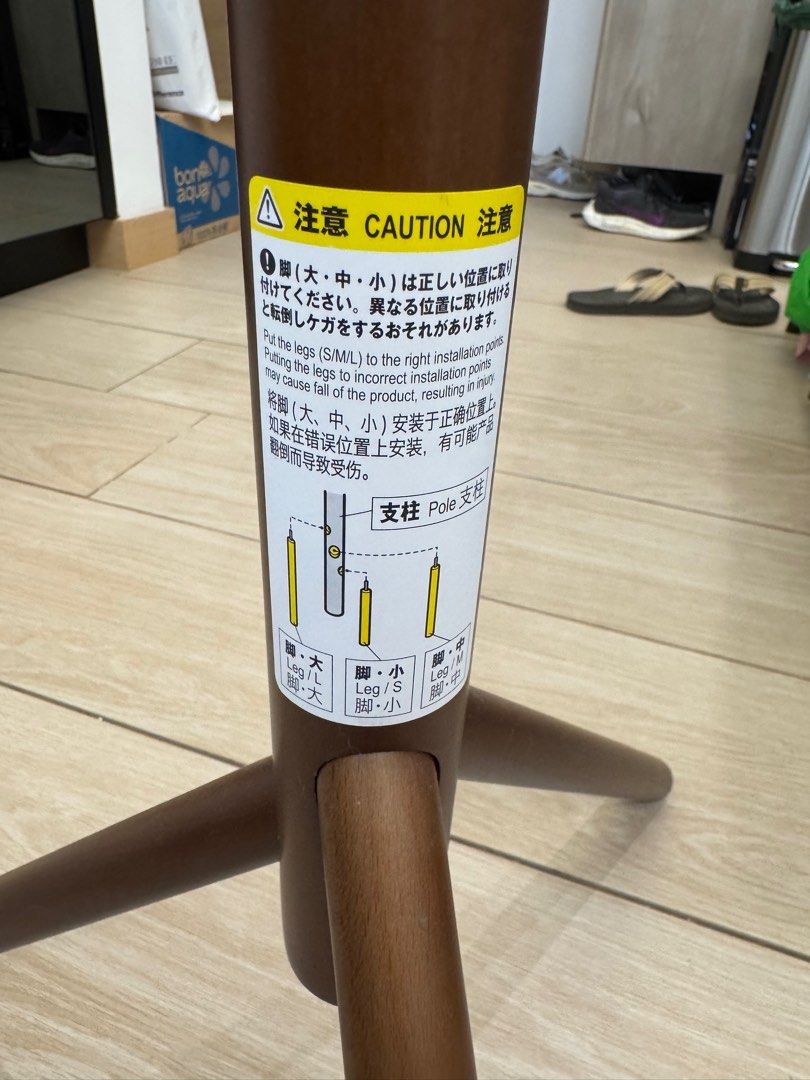 bon
aqua
注意 CAUTION 注意
脚(大・中・小)は正しい位置に取り
付けてください。異なる位置に取り付ける
と転倒しケガをするおそれがあります。
Put the legs (S/M/L) to the right installation points.
Putting the legs to incorrect installation points
may cause fall of the product, resulting in injury.
将脚(大、中、小)安装于正确位置上。
如果在错误位置上安装，有可能产品
翻倒而导致受伤。
支柱 Pole 支柱
脚・大
Leg/L
脚・大
脚・小
Leg/S
脚・小
脚・中
Leg/M
脚・中